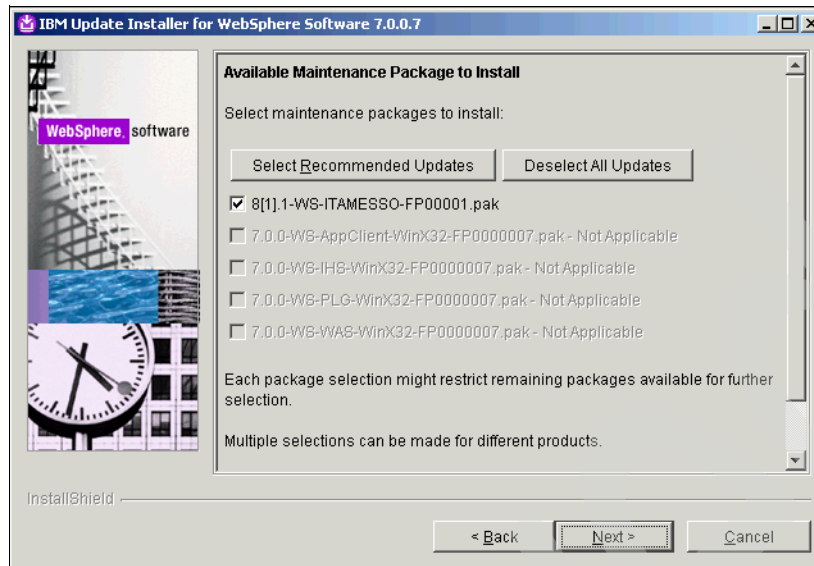 IBM Update Installer for WebSphere Software 7.0.0.7
WebSphere. software
Available Maintenance Package to Install
Select maintenance packages to install:
Select Recommended Updates
Deselect All Updates
8[1].1-WS-ITAMESSO-FP00001.pak
7.0.0-WS-AppClient-WinX32-FP0000007.pak - Not Applicable
7.0.0-WS-IHS-WinX32-FP0000007.pak - Not Applicable
7.0.0-WS-PLG-WinX32-FP0000007.pak - Not Applicable
7.0.0-WS-WAS-WinX32-FP0000007.pak - Not Applicable
Each package selection might restrict remaining packages available for further
selection.
Multiple selections can be made for different products.
InstallShield
< Back
Next >
Cancel